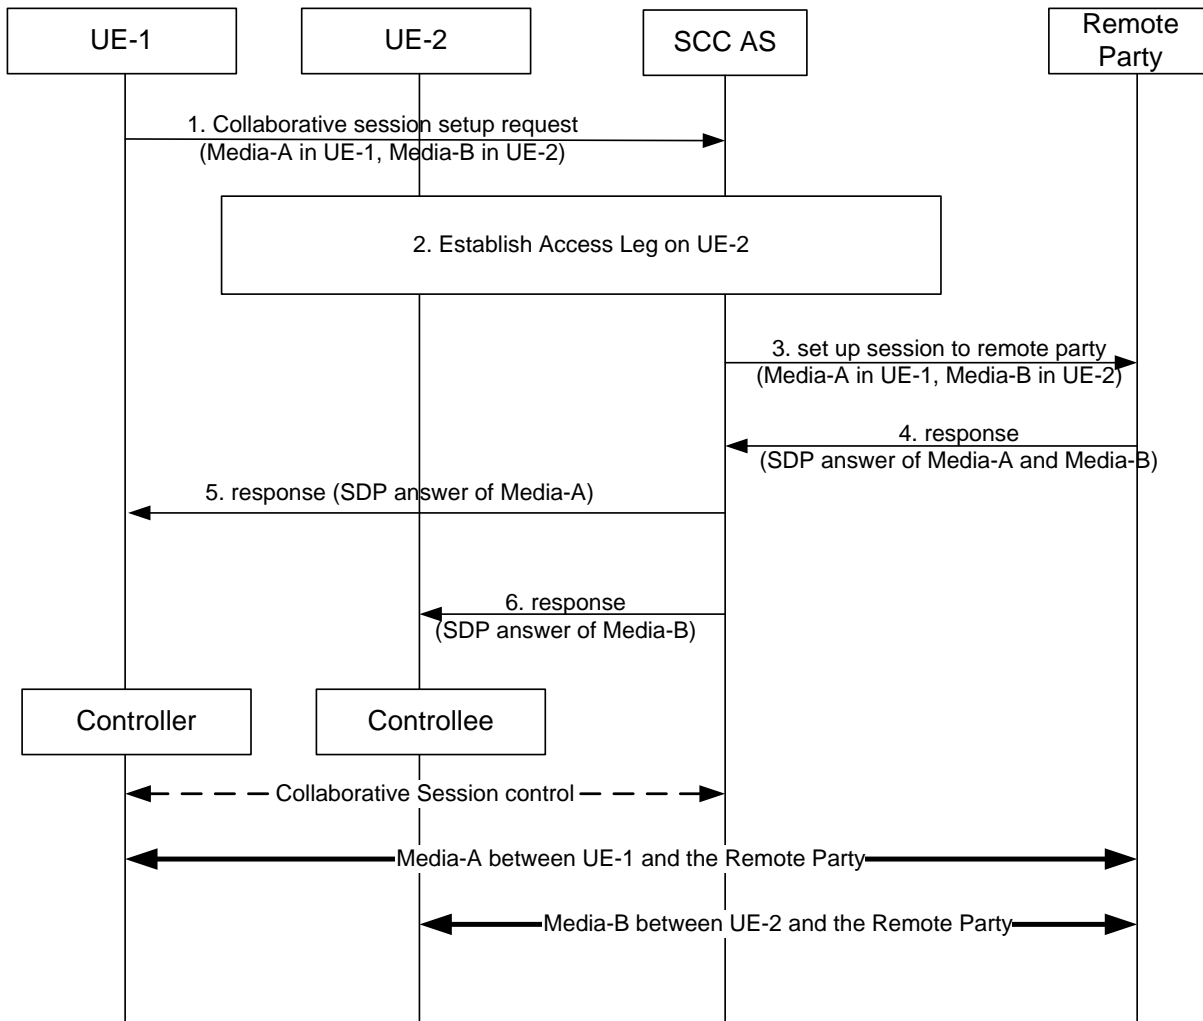 UE-1
UE-2
SCC AS
Remote
Party
1. Collaborative session setup request
(Media-A in UE-1, Media-B in UE-2)
2. Establish Access Leg on UE-2
3. set up session to remote party
(Media-A in UE-1, Media-B in UE-2)
4. response
(SDP answer of Media-A and Media-B)
5. response (SDP answer of Media-A)
6. response
(SDP answer of Media-B)
Controller
Controllee
Collaborative Session control
Media-A between UE-1 and the Remote Party
Media-B between UE-2 and the Remote Party